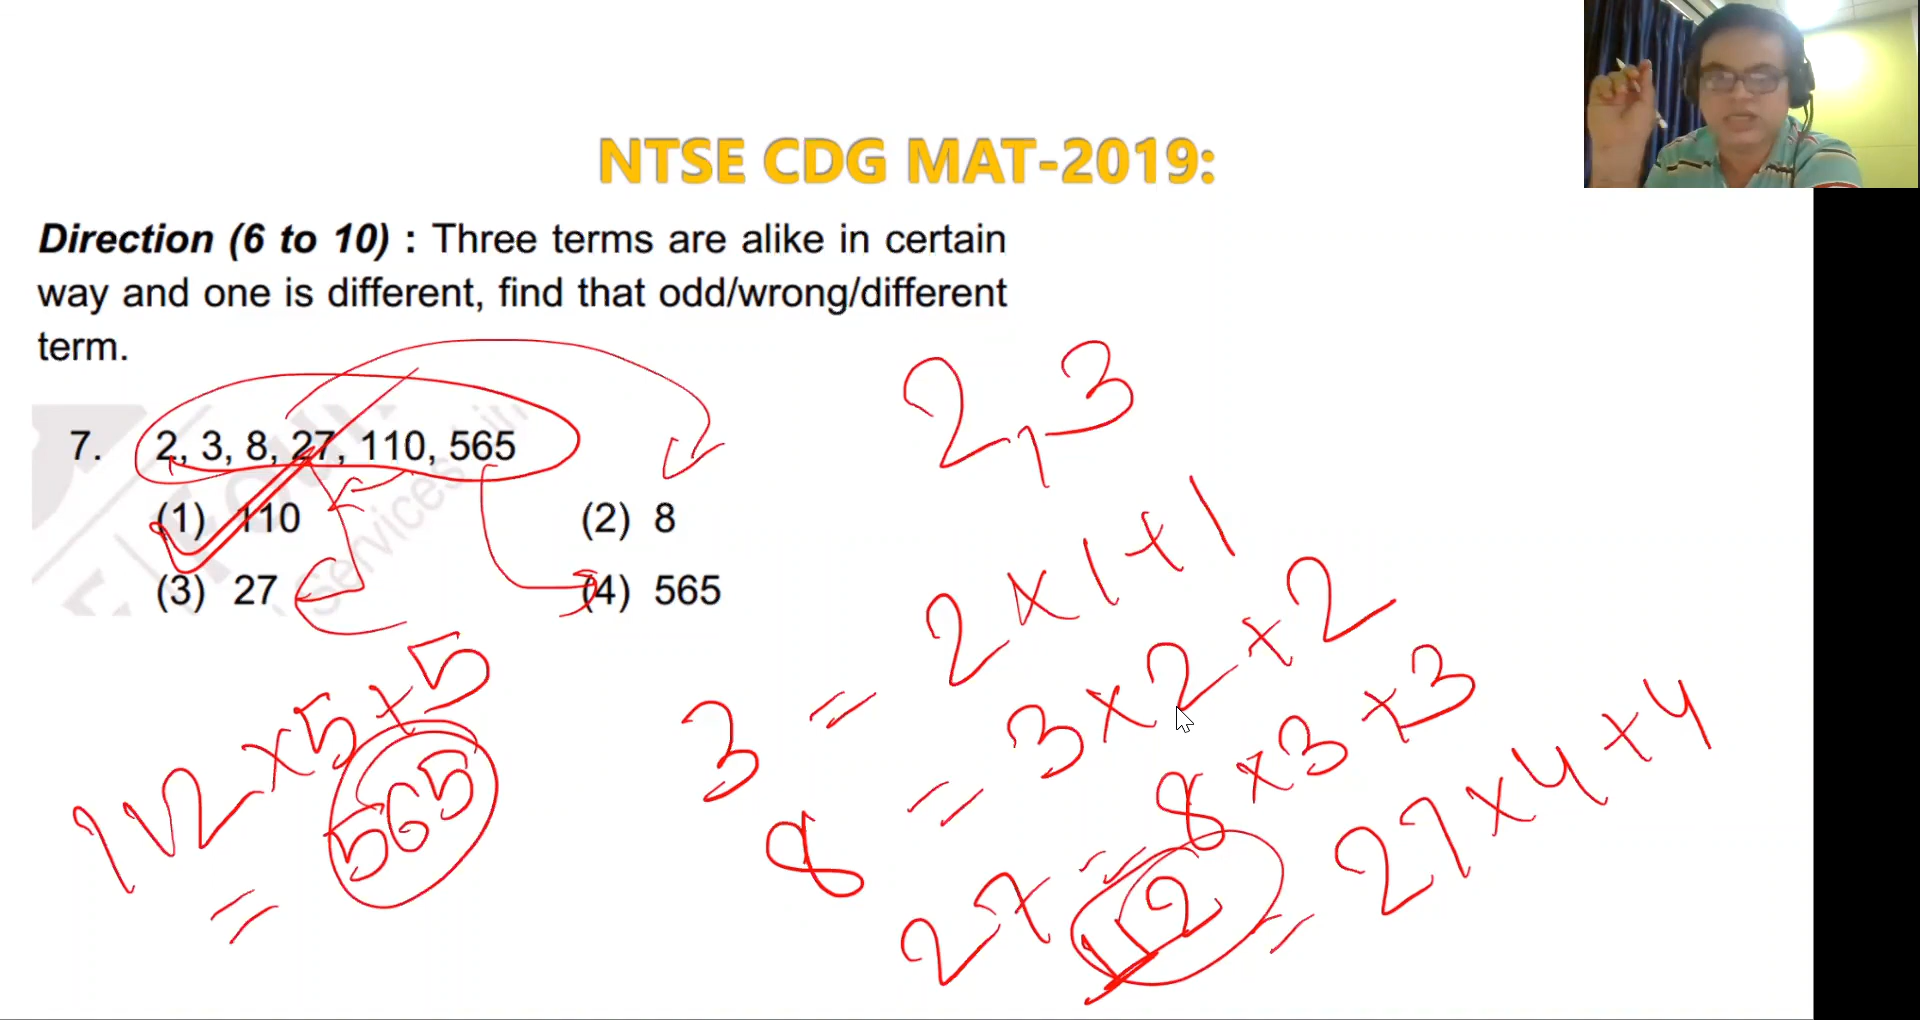 NTSE CDG MAT-2019:
Direction (6 to 10) : Three terms are alike in certain
way and one is different, find that odd/wrong/different
term.
7. 2, 3, 8, 27, 110, 565
(1) 110 (2) 8
(3) 27 (4) 565
Services in
2, 3
3 = 2 x 1 + 1
8 = 3 x 2 + 2
27 = 8 x 3 + 3
112 = 27 x 4 + 4
112 x 5 + 5
= 565